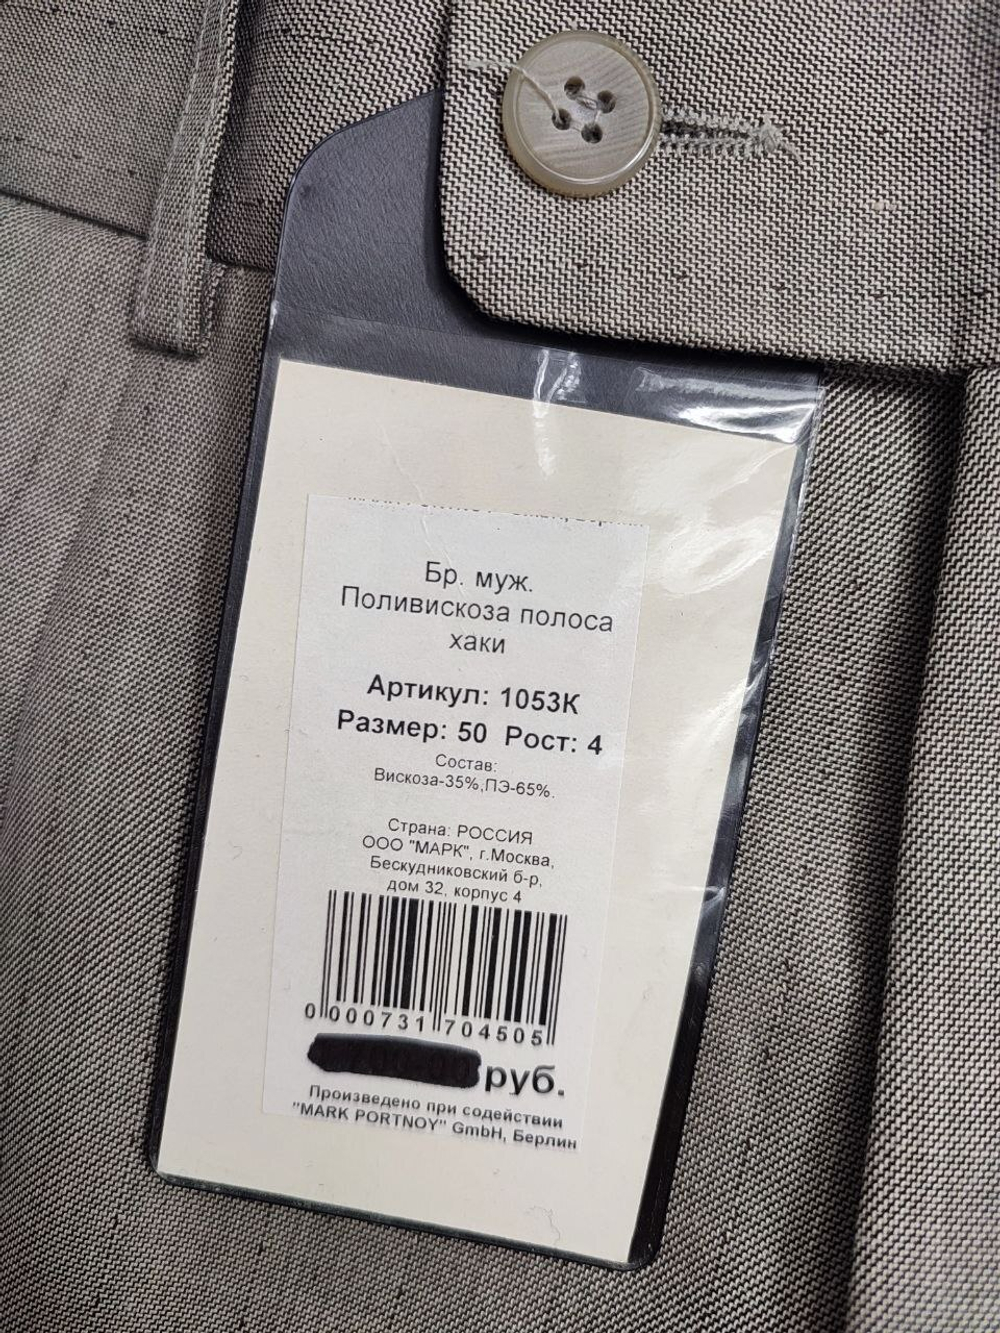 Бр. муж.
Поливискоза полоса
хаки
Артикул: 1053К
Размер: 50 Рост: 4
Состав:
Вискоза-35%,ПЭ-65%.
Страна: РОССИЯ
ООО "МАРК", г.Москва,
Бескудниковский б-р,
дом 32, корпус 4
0 000731 704505
руб.
Произведено при содействии
"MARK PORTNOY" GmbH, Берлин